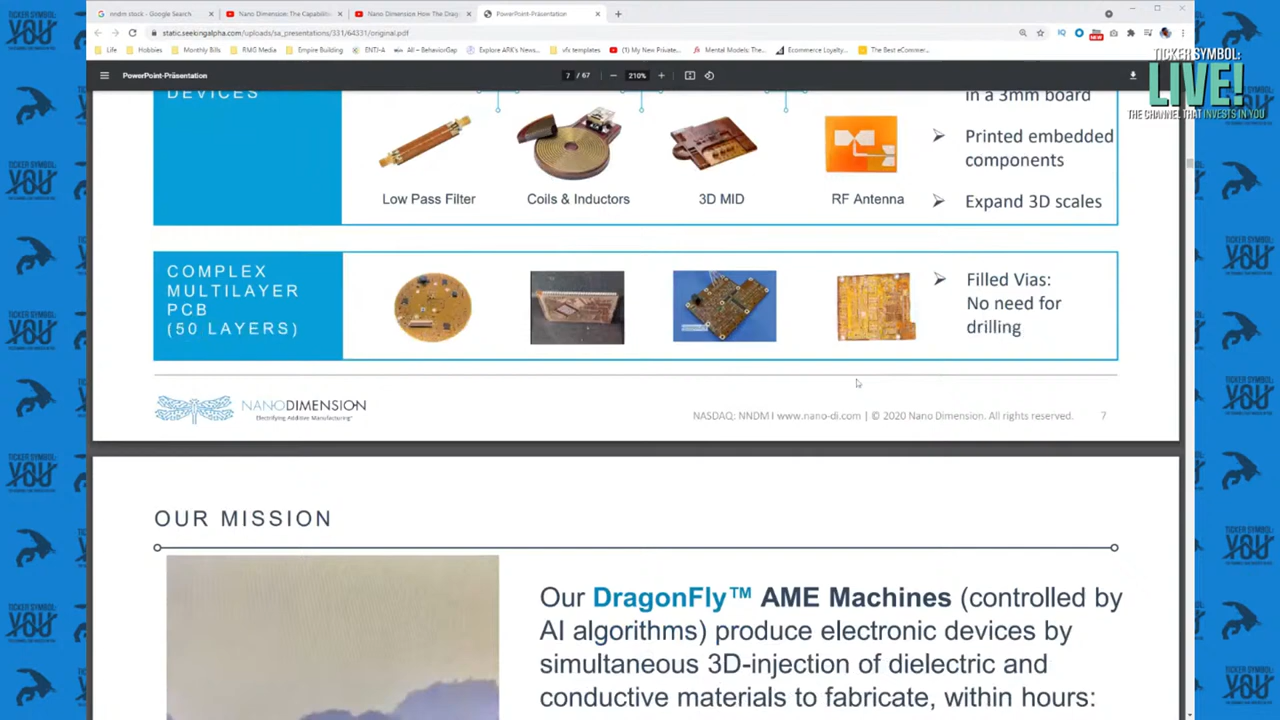 nndm stock - Google Search
Nano Dimension: The Capabiliti
Nano Dimension How The Drag
PowerPoint-Präsentation
static.seekingalpha.com/uploads/sa_presentations/331/64331/original.pdf
Life
Hobbies
Monthly Bills
RMG Media
Empire Building
ENTJ-A
All – BehaviorGap
Explore ARK's News...
vfx templates
(1) My New Private...
Mental Models: The...
Ecommerce Loyalty...
The Best eCommer...
TICKER SYMBOL:
LIVE!
THE CHANNEL THAT INVESTS IN YOU
PowerPoint-Präsentation
7 / 67
210%
DEVICES
in a 3mm board
Printed embedded
components
Expand 3D scales
Low Pass Filter
Coils & Inductors
3D MID
RF Antenna
COMPLEX
MULTILAYER
PCB
(50 LAYERS)
Filled Vias:
No need for
drilling
NANODIMENSION
Electrifying Additive Manufacturing
NASDAQ: NNDM I www.nano-di.com | © 2020 Nano Dimension. All rights reserved.
7
OUR MISSION
Our DragonFly™ AME Machines (controlled by
AI algorithms) produce electronic devices by
simultaneous 3D-injection of dielectric and
conductive materials to fabricate, within hours: